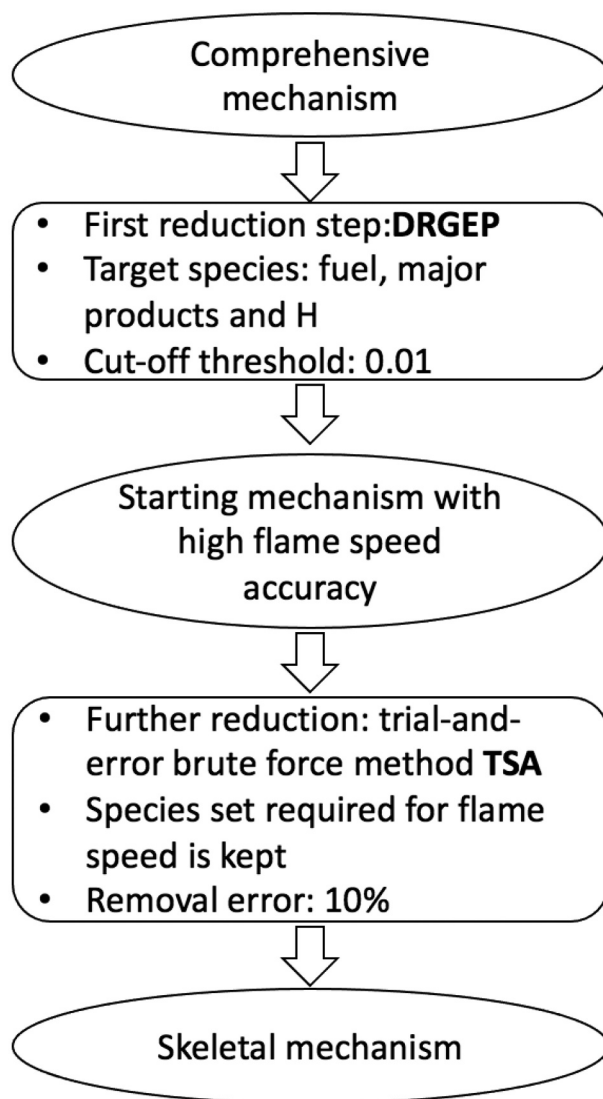 Comprehensive
mechanism
• First reduction step:DRGEP
• Target species: fuel, major
products and H
• Cut-off threshold: 0.01
Starting mechanism with
high flame speed
accuracy
• Further reduction: trial-and-
error brute force method TSA
• Species set required for flame
speed is kept
• Removal error: 10%
Skeletal mechanism